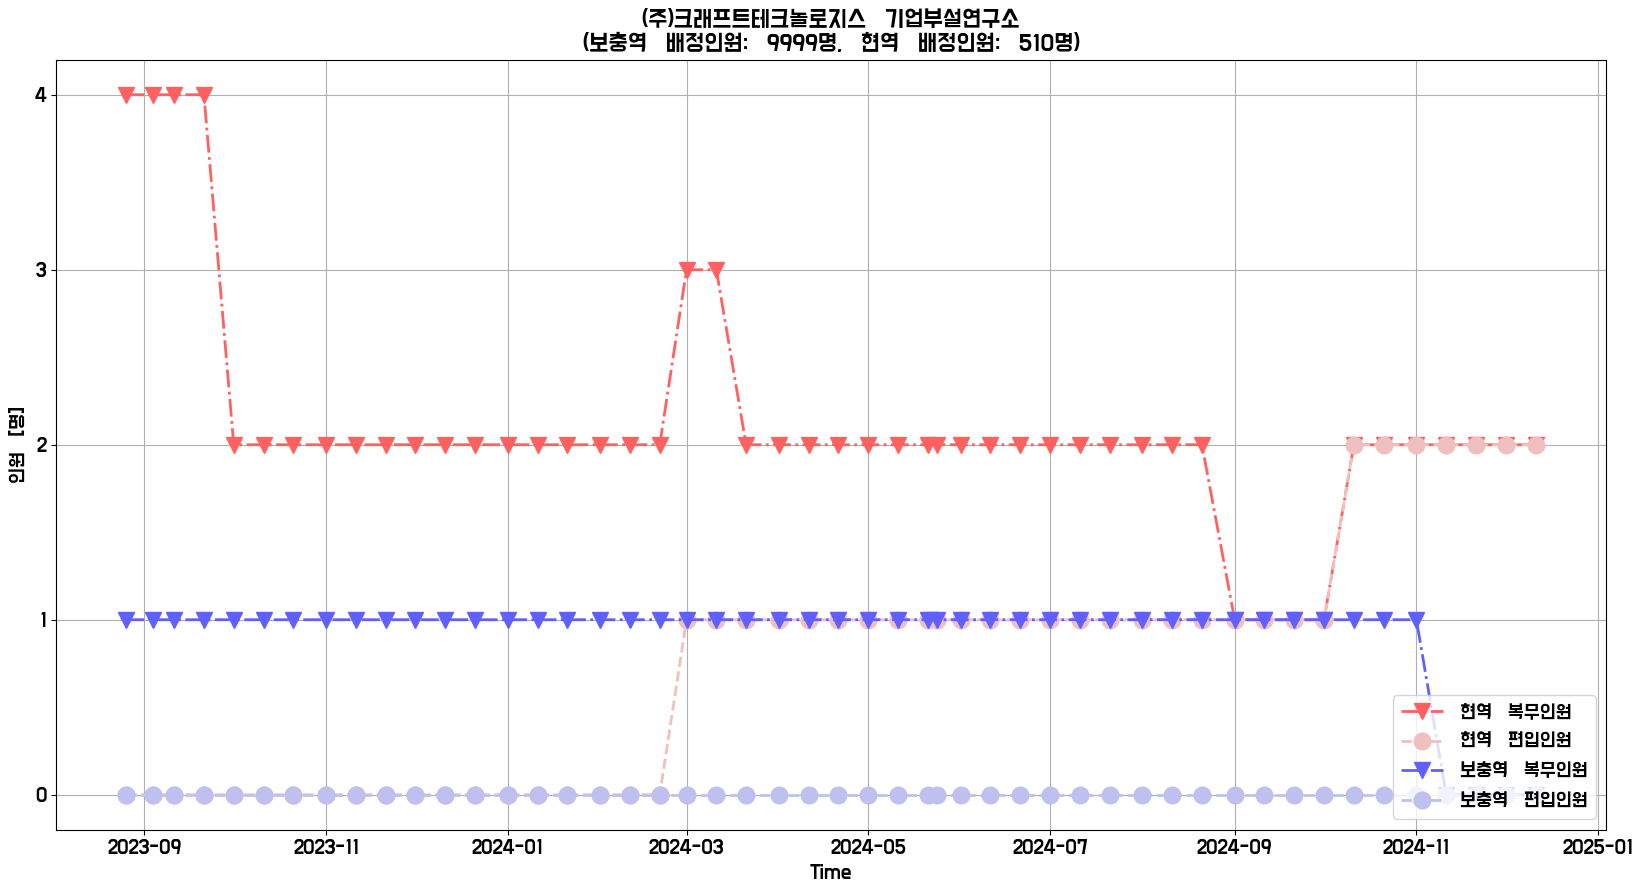 (주)크래프트테크놀로지스 기업부설연구소
(보충역 배정인원: 9999명, 현역 배정인원: 510명)
4
3
2
1
0
인원 [명]
2023-09
2023-11
2024-01
2024-03
2024-05
2024-07
2024-09
2024-11
2025-01
Time
현역 복무인원
현역 편입인원
보충역 복무인원
보충역 편입인원